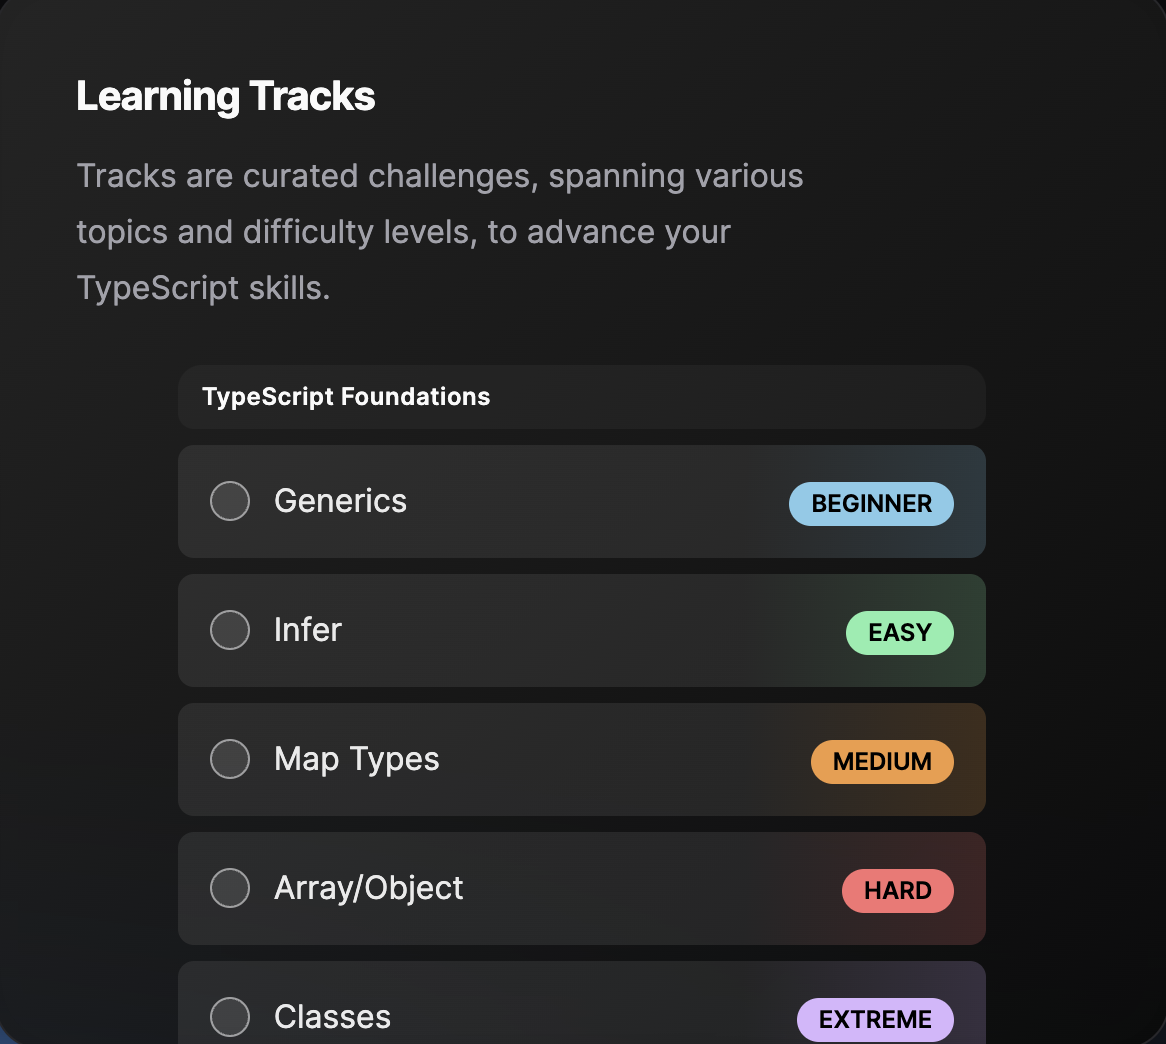 Learning Tracks
Tracks are curated challenges, spanning various
topics and difficulty levels, to advance your
TypeScript skills.
TypeScript Foundations
Generics BEGINNER
Infer EASY
Map Types MEDIUM
Array/Object HARD
Classes EXTREME